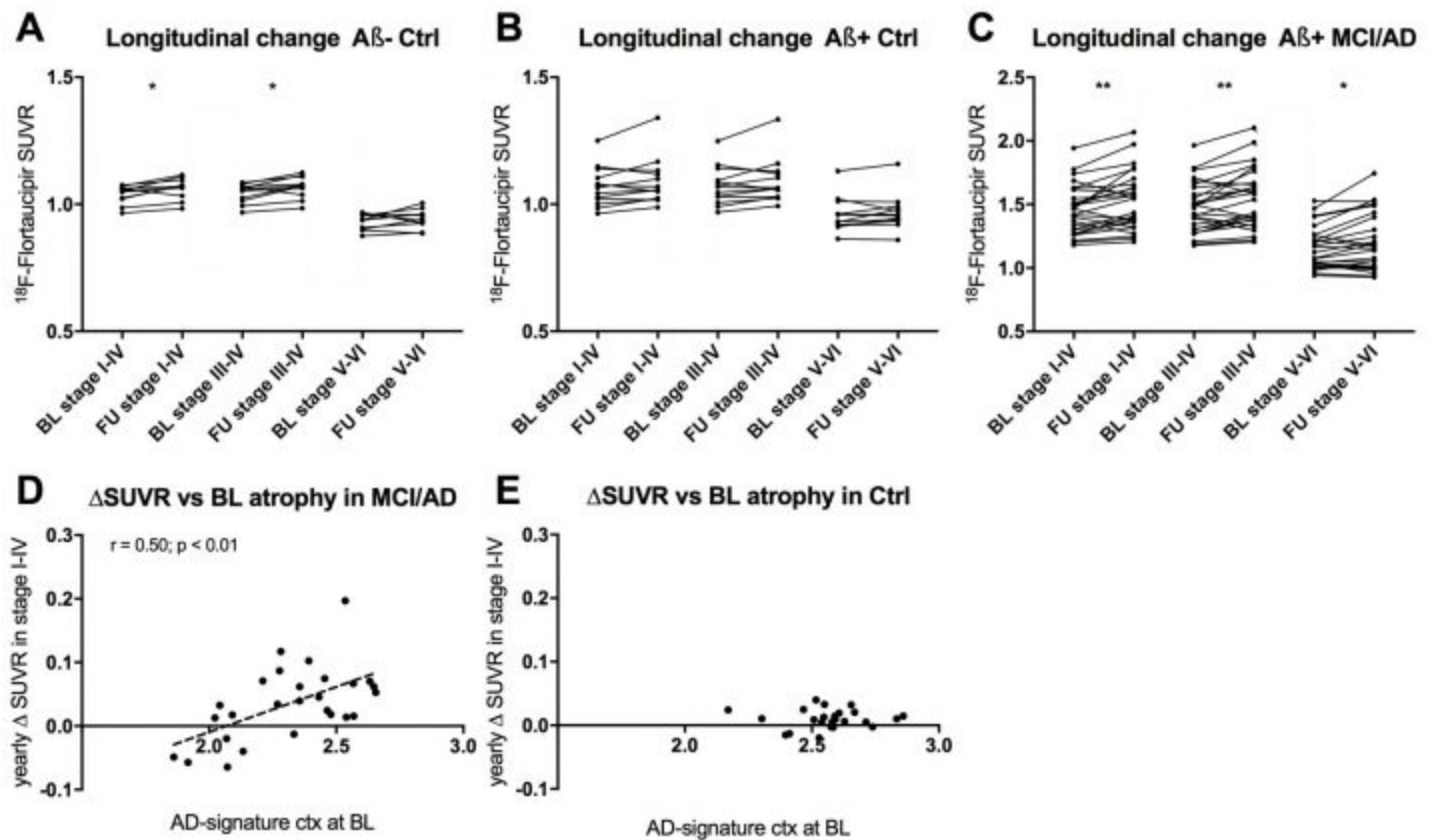 A Longitudinal change Aß- Ctrl
¹⁸F-Flortaucipir SUVR
1.5
1.0
0.5
* *
BL stage I-IV
FU stage I-IV
BL stage III-IV
FU stage III-IV
BL stage V-VI
FU stage V-VI
B Longitudinal change Aß+ Ctrl
¹⁸F-Flortaucipir SUVR
1.5
1.0
0.5
BL stage I-IV
FU stage I-IV
BL stage III-IV
FU stage III-IV
BL stage V-VI
FU stage V-VI
C Longitudinal change Aß+ MCI/AD
¹⁸F-Flortaucipir SUVR
2.5
2.0
1.5
1.0
0.5
** ** *
BL stage I-IV
FU stage I-IV
BL stage III-IV
FU stage III-IV
BL stage V-VI
FU stage V-VI
D ΔSUVR vs BL atrophy in MCI/AD
yearly Δ SUVR in stage I-IV
0.3
0.2
0.1
0.0
-0.1
r = 0.50; p < 0.01
2.0 2.5 3.0
AD-signature ctx at BL
E ΔSUVR vs BL atrophy in Ctrl
yearly Δ SUVR in stage I-IV
0.3
0.2
0.1
0.0
-0.1
2.0 2.5 3.0
AD-signature ctx at BL